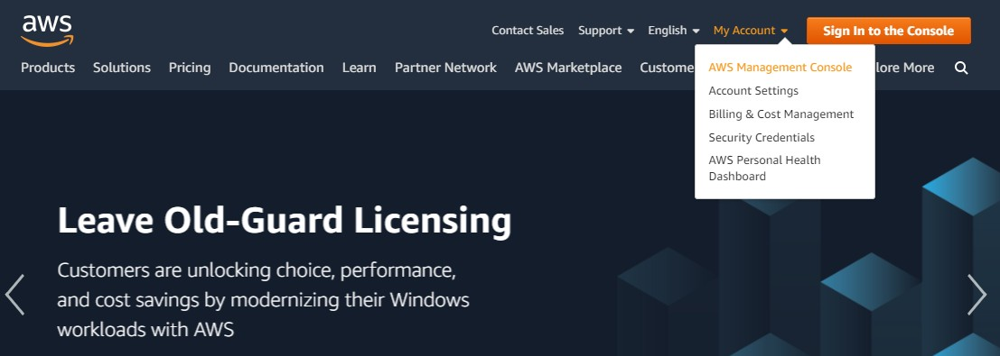 aws
Contact Sales Support English My Account Sign In to the Console
Products Solutions Pricing Documentation Learn Partner Network AWS Marketplace Custome lore More
AWS Management Console
Account Settings
Billing & Cost Management
Security Credentials
AWS Personal Health
Dashboard
Leave Old-Guard Licensing
Customers are unlocking choice, performance,
and cost savings by modernizing their Windows
workloads with AWS